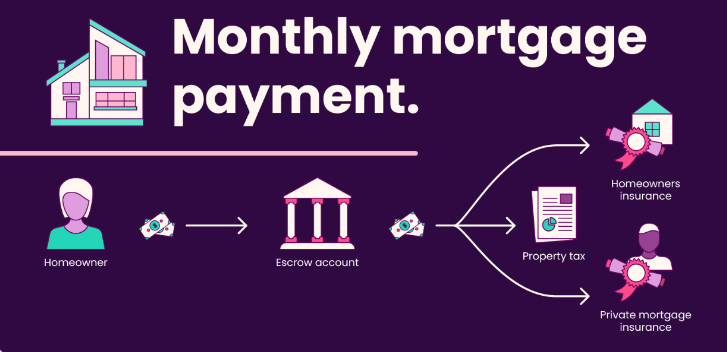 Monthly mortgage
payment.
Homeowner
Escrow account
Property tax
Homeowners
insurance
Private mortgage
insurance